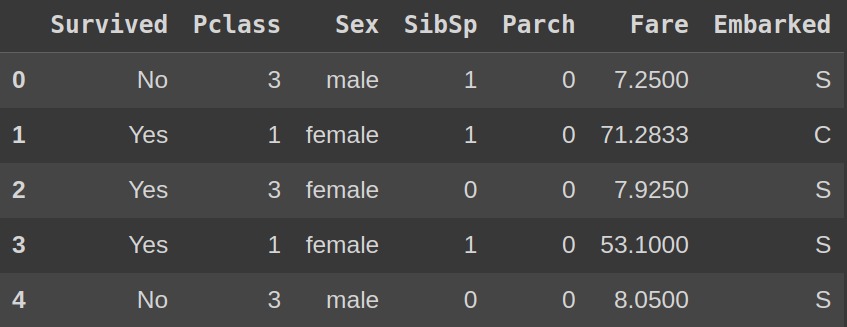 Survived Pclass Sex SibSp Parch Fare Embarked
0 No 3 male 1 0 7.2500 S
1 Yes 1 female 1 0 71.2833 C
2 Yes 3 female 0 0 7.9250 S
3 Yes 1 female 1 0 53.1000 S
4 No 3 male 0 0 8.0500 S